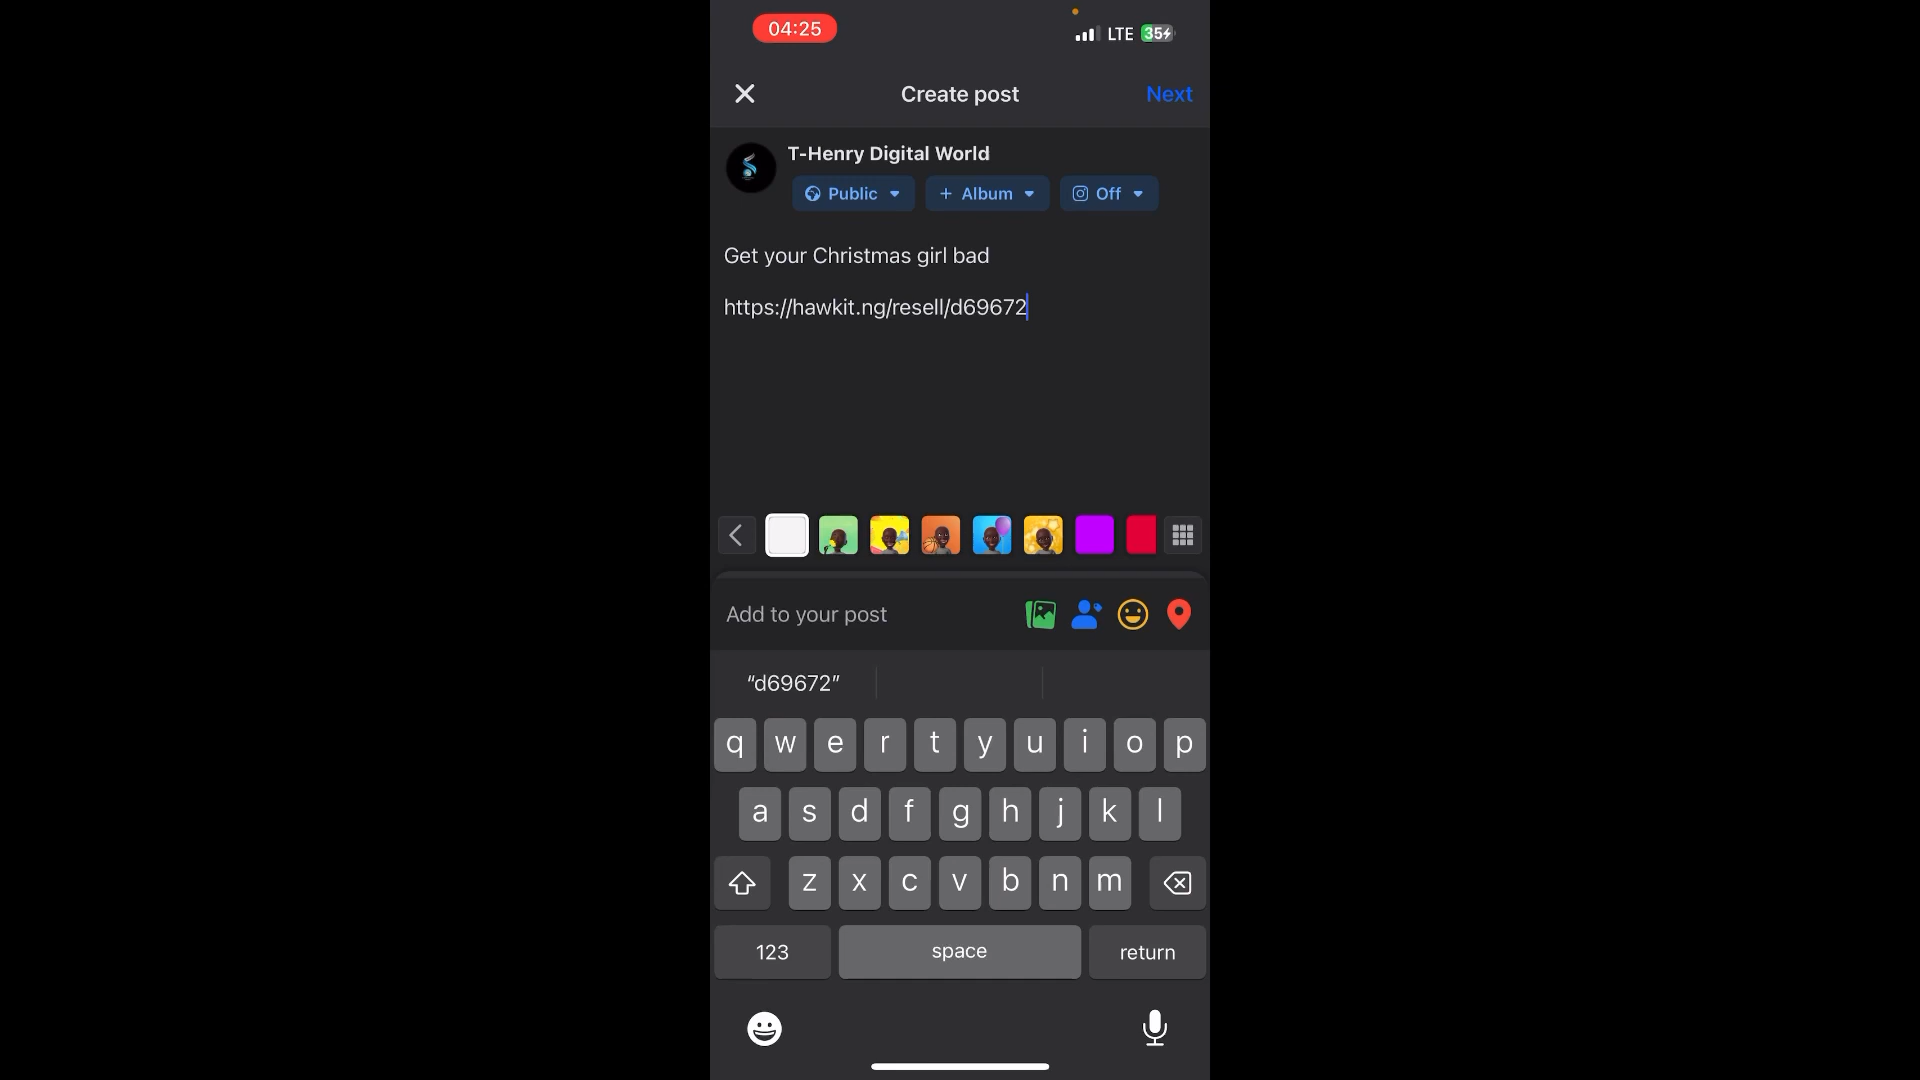 04:25
LTE 35
Create post
Next
T-Henry Digital World
Public
+ Album
Off
Get your Christmas girl bad
https://hawkit.ng/resell/d69672
Add to your post
“d69672”
q w e r t y u i o p
a s d f g h j k l
z x c v b n m
123 space return